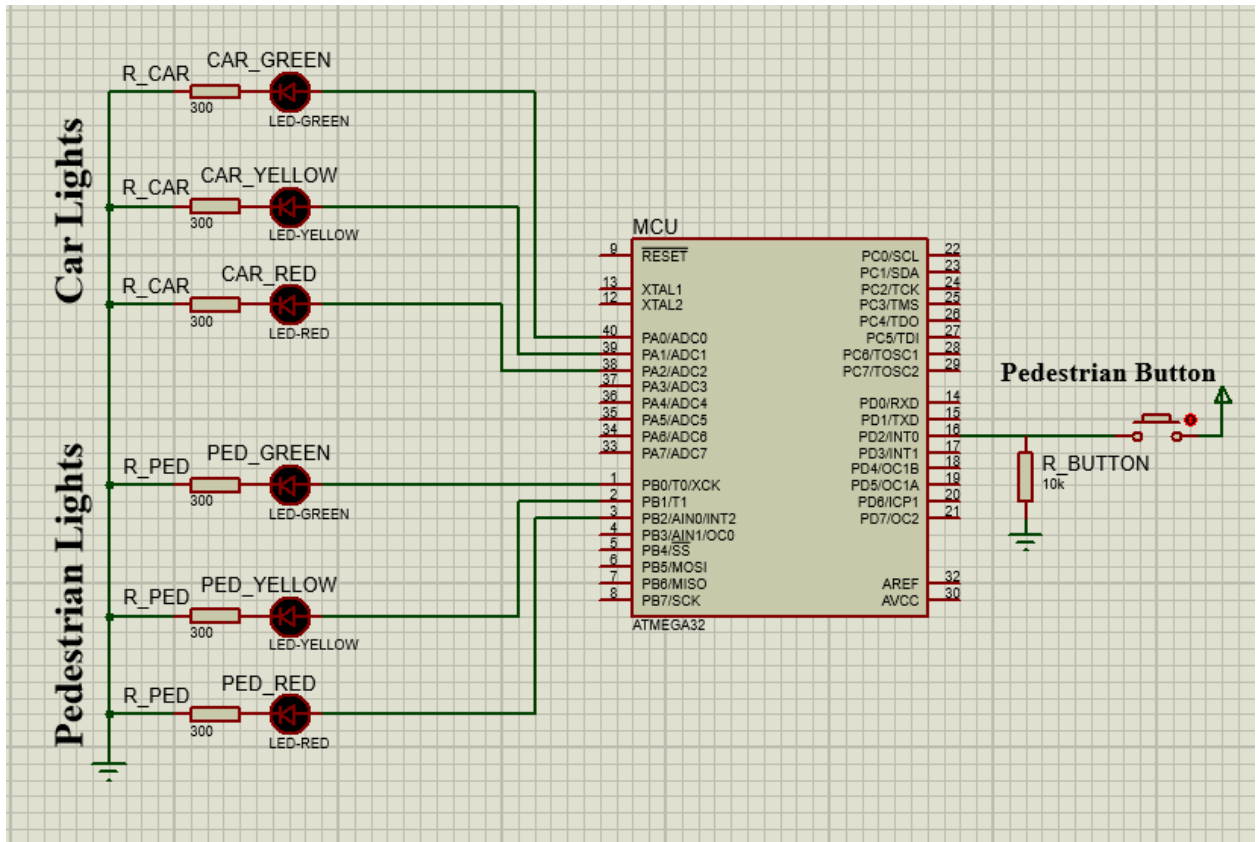 Car Lights
R_CAR
CAR_GREEN
300
LED-GREEN
R_CAR
CAR_YELLOW
300
LED-YELLOW
R_CAR
CAR_RED
300
LED-RED
Pedestrian Lights
R_PED
PED_GREEN
300
LED-GREEN
R_PED
PED_YELLOW
300
LED-YELLOW
R_PED
PED_RED
300
LED-RED
MCU
9 RESET
13 XTAL1
12 XTAL2
40 PA0/ADC0
39 PA1/ADC1
38 PA2/ADC2
37 PA3/ADC3
36 PA4/ADC4
35 PA5/ADC5
34 PA6/ADC6
33 PA7/ADC7
1 PB0/T0/XCK
2 PB1/T1
3 PB2/AIN0/INT2
4 PB3/AIN1/OC0
5 PB4/SS
6 PB5/MOSI
7 PB6/MISO
8 PB7/SCK
PC0/SCL 22
PC1/SDA 23
PC2/TCK 24
PC3/TMS 25
PC4/TDO 26
PC5/TDI 27
PC6/TOSC1 28
PC7/TOSC2 29
PD0/RXD 14
PD1/TXD 15
PD2/INT0 16
PD3/INT1 17
PD4/OC1B 18
PD5/OC1A 19
PD6/ICP1 20
PD7/OC2 21
AREF 32
AVCC 30
ATMEGA32
Pedestrian Button
R_BUTTON
10k